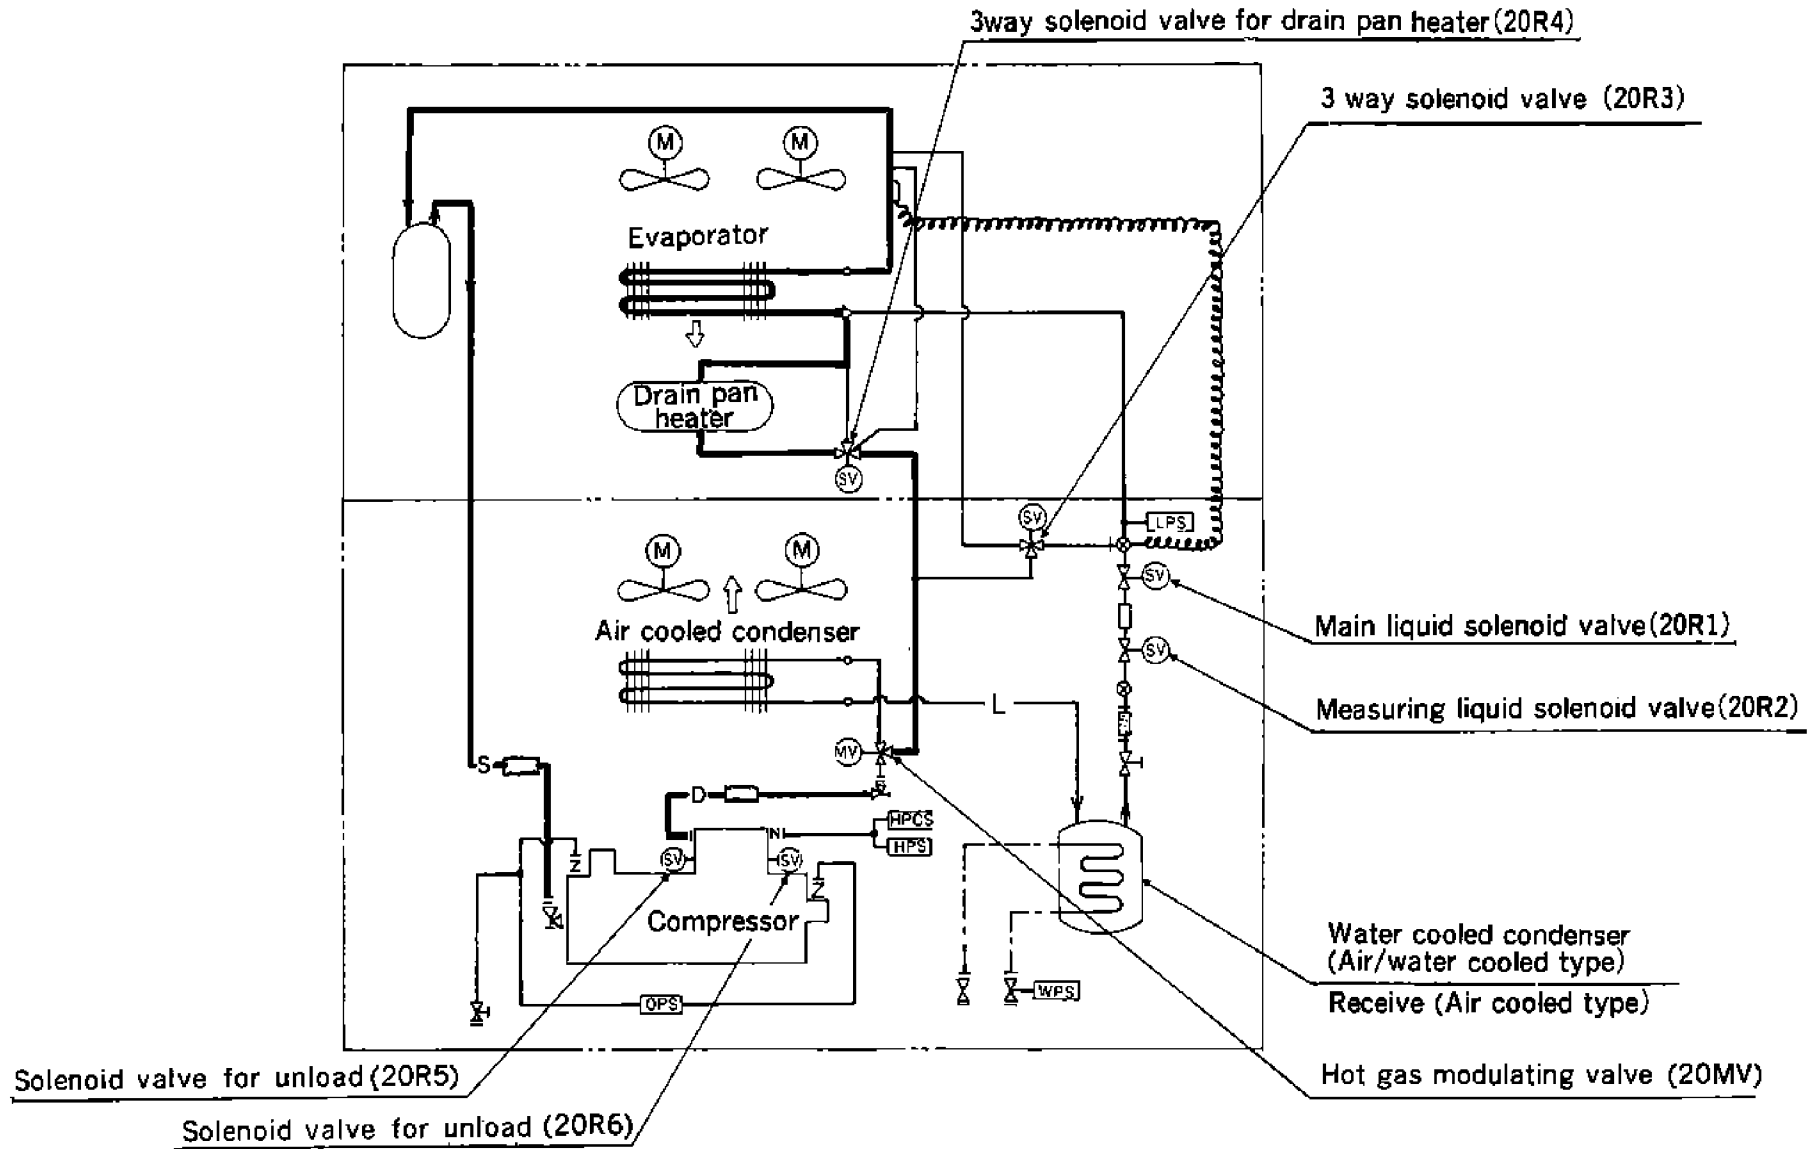 3way solenoid valve for drain pan heater(20R4)
3 way solenoid valve (20R3)
M
M
Evaporator
Drain pan
heater
SV
SV
LPS
M
M
SV
Main liquid solenoid valve(20R1)
Air cooled condenser
SV
L
Measuring liquid solenoid valve(20R2)
MV
S
D
HPCS
HPS
SV
SV
Compressor
Water cooled condenser
(Air/water cooled type)
WPS
OPS
Receive (Air cooled type)
Solenoid valve for unload(20R5)
Hot gas modulating valve (20MV)
Solenoid valve for unload (20R6)